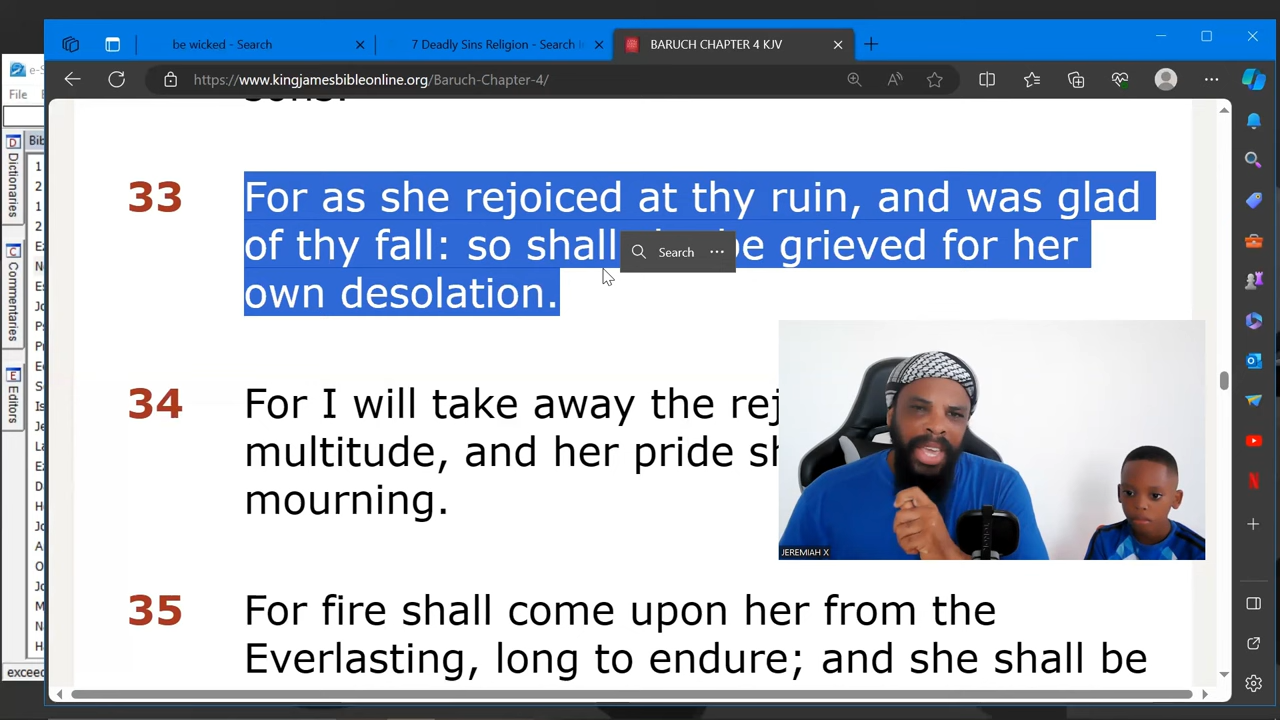 be wicked - Search
7 Deadly Sins Religion - Search
BARUCH CHAPTER 4 KJV
https://www.kingjamesbibleonline.org/Baruch-Chapter-4/
File
Dictionaries
Commentaries
Editors
33 For as she rejoiced at thy ruin, and was glad
of thy fall: so shall be grieved for her
own desolation.
Search
34 For I will take away the
multitude, and her pride
mourning.
35 For fire shall come upon her from the
Everlasting, long to endure; and she shall be
JEREMIAH X